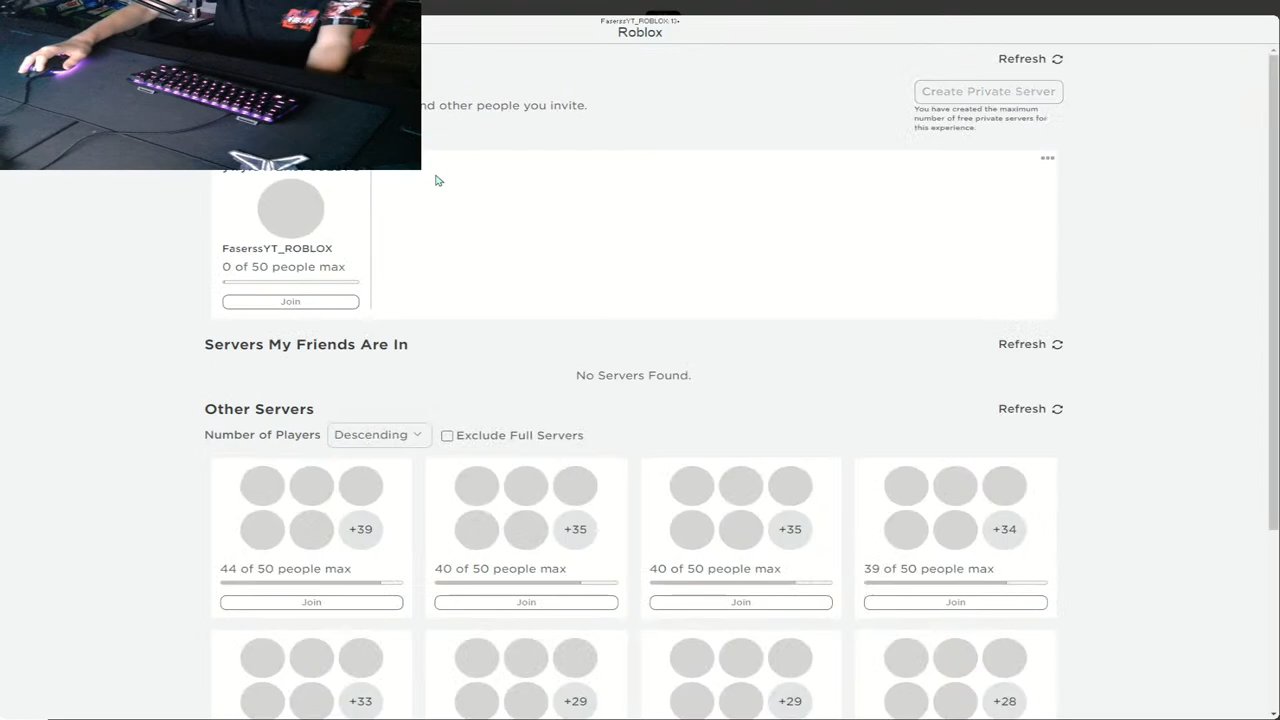 FaserssYT_ROBLOX: 13+
Roblox
Refresh
nd other people you invite.
Create Private Server
You have created the maximum
number of free private servers for
this experience.
FaserssYT_ROBLOX
0 of 50 people max
Join
Servers My Friends Are In
Refresh
No Servers Found.
Other Servers
Refresh
Number of Players
Descending
Exclude Full Servers
+39
+35
+35
+34
44 of 50 people max
40 of 50 people max
40 of 50 people max
39 of 50 people max
Join
Join
Join
Join
+33
+29
+29
+28